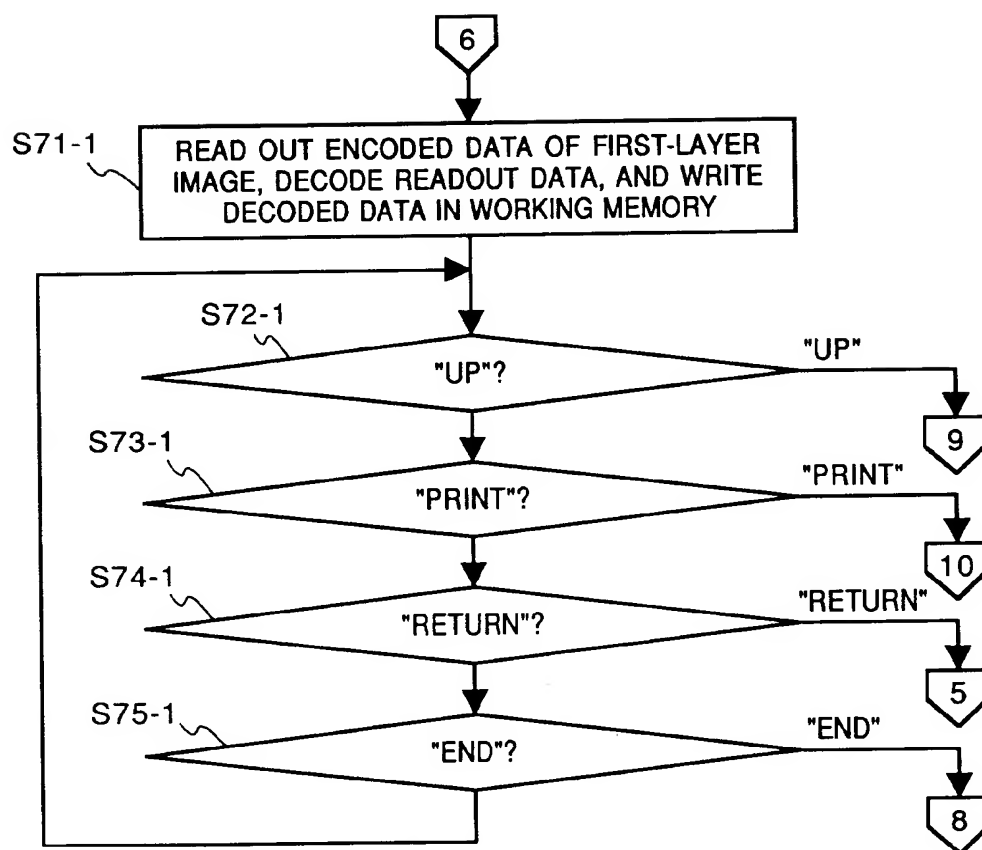 6
S71-1
READ OUT ENCODED DATA OF FIRST-LAYER
IMAGE, DECODE READOUT DATA, AND WRITE
DECODED DATA IN WORKING MEMORY
S72-1
"UP"?
"UP"
9
S73-1
"PRINT"?
"PRINT"
10
S74-1
"RETURN"?
"RETURN"
5
S75-1
"END"?
"END"
8